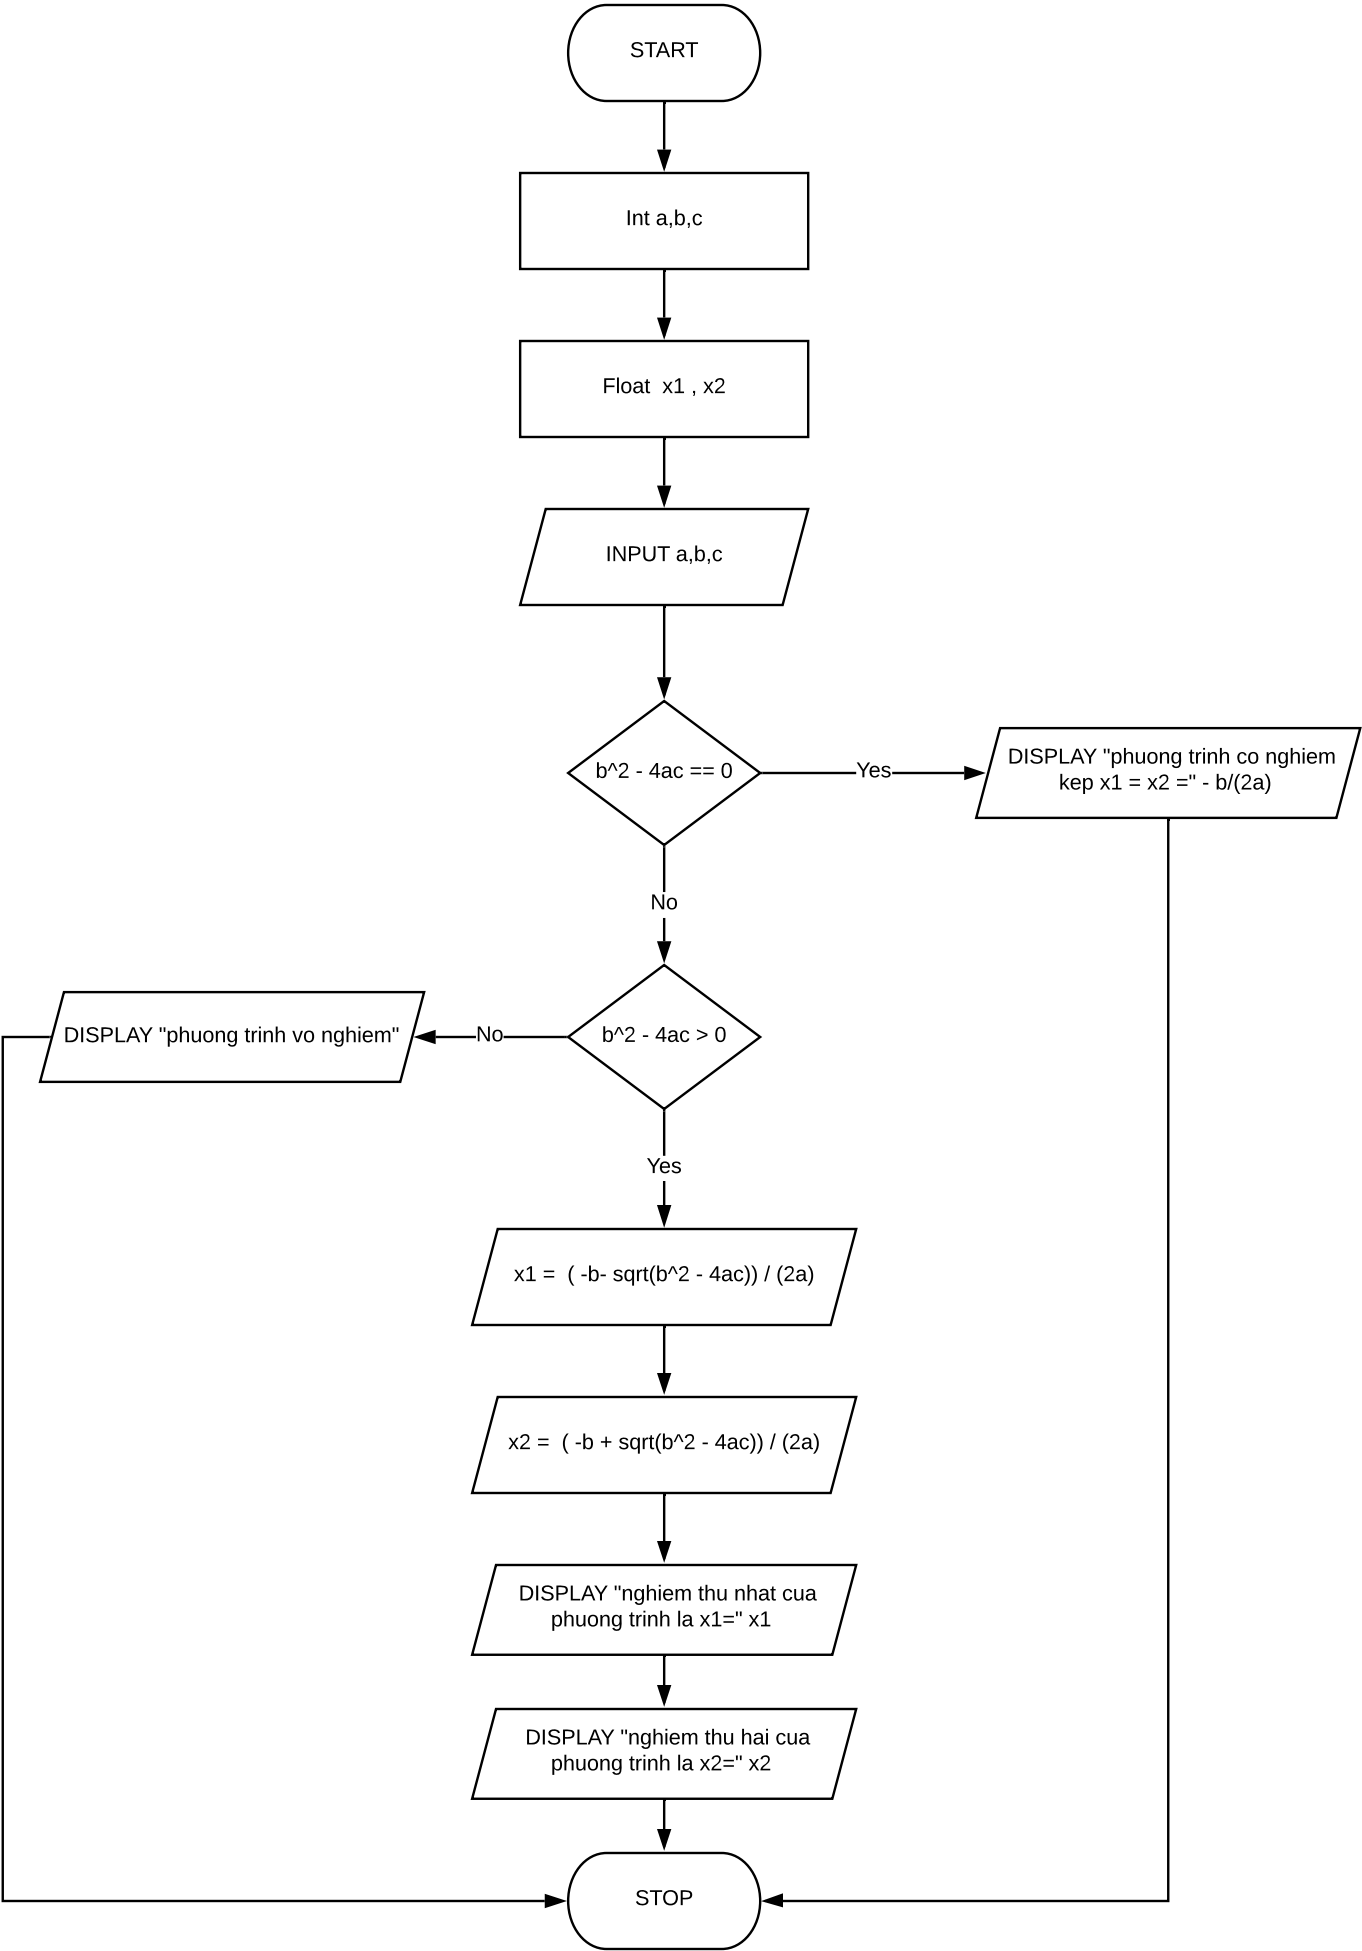 START
Int a,b,c
Float  x1 , x2
INPUT a,b,c
b^2 - 4ac == 0
Yes
DISPLAY "phuong trinh co nghiem
kep x1 = x2 =" - b/(2a)
No
DISPLAY "phuong trinh vo nghiem"
No
b^2 - 4ac > 0
Yes
x1 =  ( -b- sqrt(b^2 - 4ac)) / (2a)
x2 =  ( -b + sqrt(b^2 - 4ac)) / (2a)
DISPLAY "nghiem thu nhat cua
phuong trinh la x1=" x1
DISPLAY "nghiem thu hai cua
phuong trinh la x2=" x2
STOP